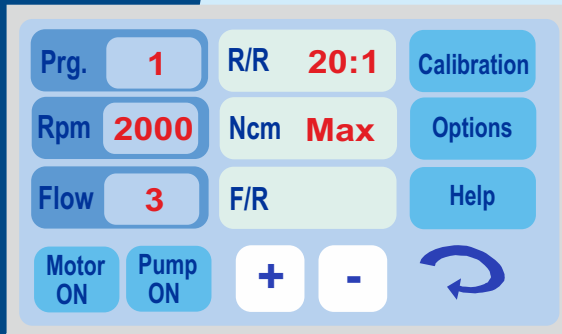 Prg. 1 R/R 20:1 Calibration
Rpm 2000 Ncm Max Options
Flow 3 F/R Help
Motor ON Pump ON + -